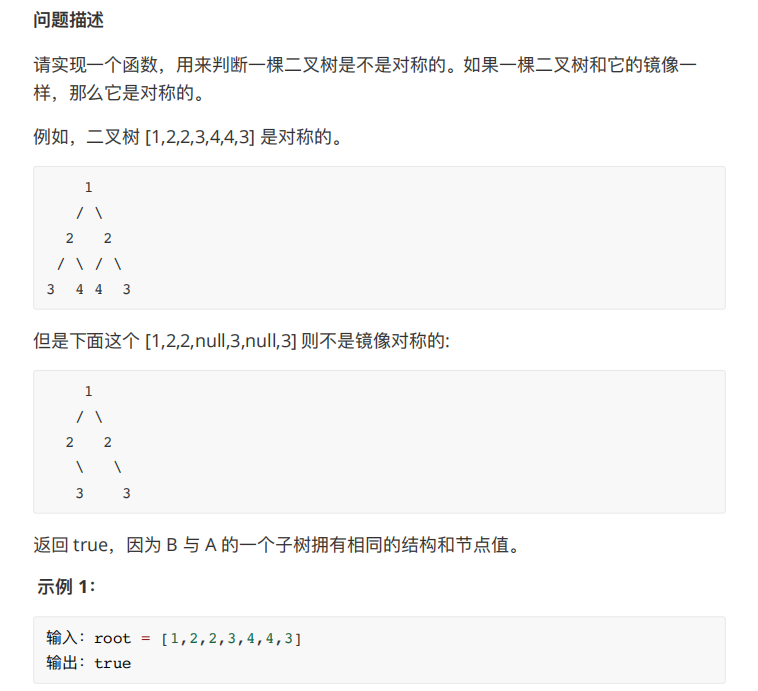 问题描述
请实现一个函数，用来判断一棵二叉树是不是对称的。如果一棵二叉树和它的镜像一
样，那么它是对称的。
例如，二叉树 [1,2,2,3,4,4,3] 是对称的。
1
/ \
2 2
/ \ / \
3 4 4 3
但是下面这个 [1,2,2,null,3,null,3] 则不是镜像对称的:
1
/ \
2 2
\ \
3 3
返回 true，因为 B 与 A 的一个子树拥有相同的结构和节点值。
示例 1：
输入：root = [1,2,2,3,4,4,3]
输出：true